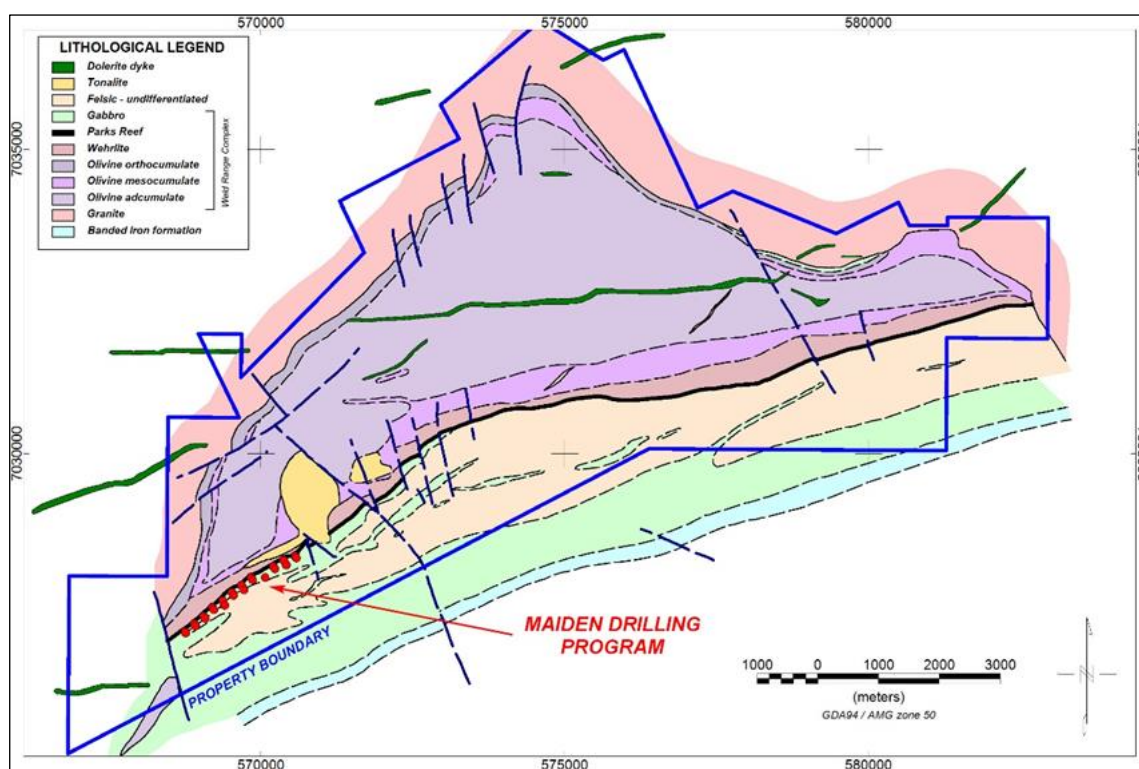 570000
575000
580000
LITHOLOGICAL LEGEND
Dolerite dyke
Tonalite
Felsic - undifferentiated
Gabbro
Parks Reef
Wehrlite
Olivine orthocumulate
Olivine mesocumulate
Olivine adcumulate
Granite
Banded iron formation
Weld Range Complex
7035000
7030000
MAIDEN DRILLING
PROGRAM
PROPERTY BOUNDARY
1000 0 1000 2000 3000
(meters)
GDA94 / AMG zone 50
N
570000
575000
580000